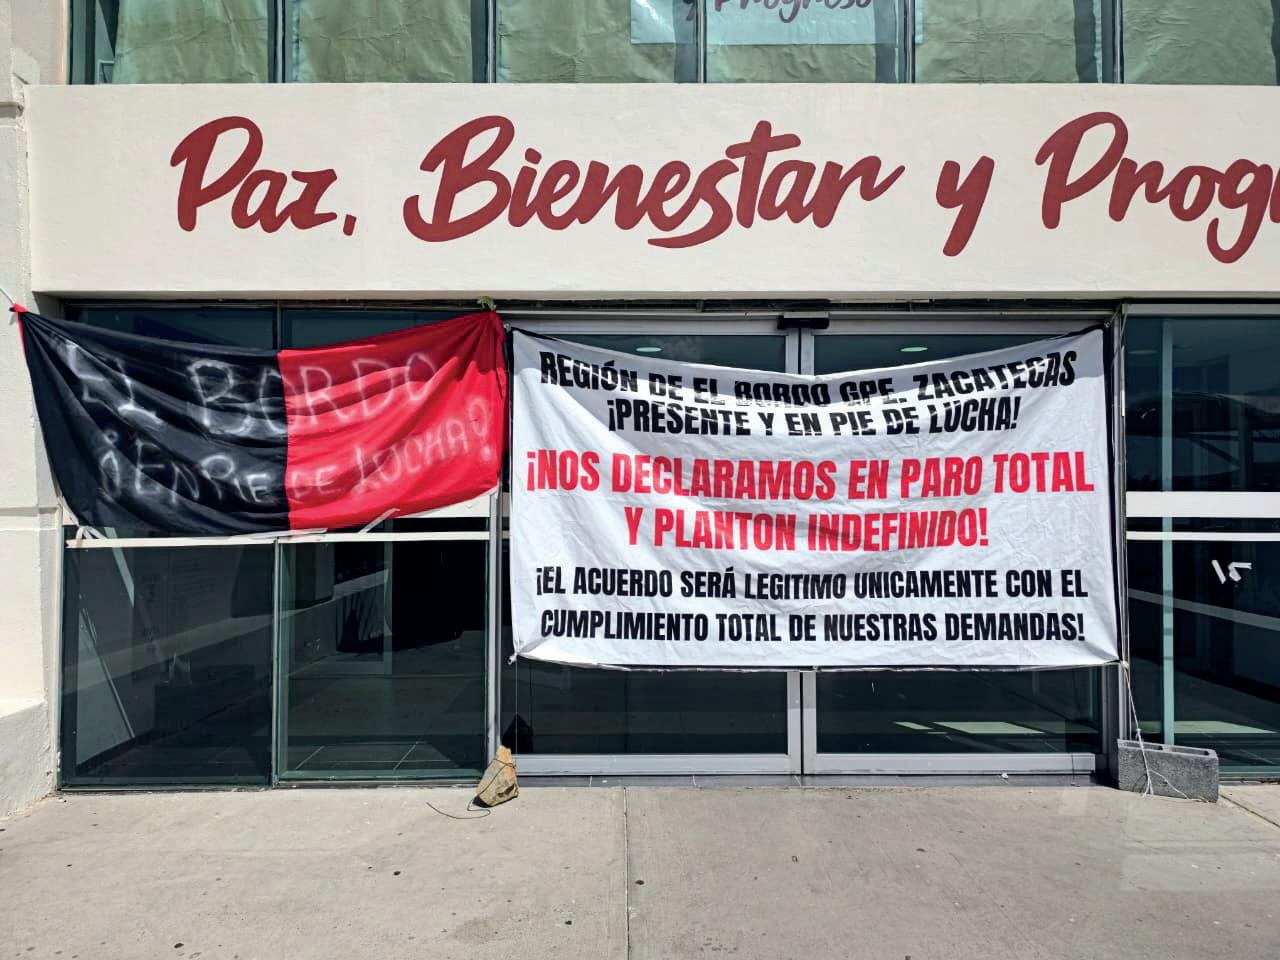 y Progreso
Paz, Bienestar y Progr
EL BORDO
¡EN PIE DE LUCHA!
REGIÓN DE EL BORDO GPE. ZACATECAS
¡PRESENTE Y EN PIE DE LUCHA!
¡NOS DECLARAMOS EN PARO TOTAL
Y PLANTON INDEFINIDO!
¡EL ACUERDO SERÁ LEGITIMO UNICAMENTE CON EL
CUMPLIMIENTO TOTAL DE NUESTRAS DEMANDAS!